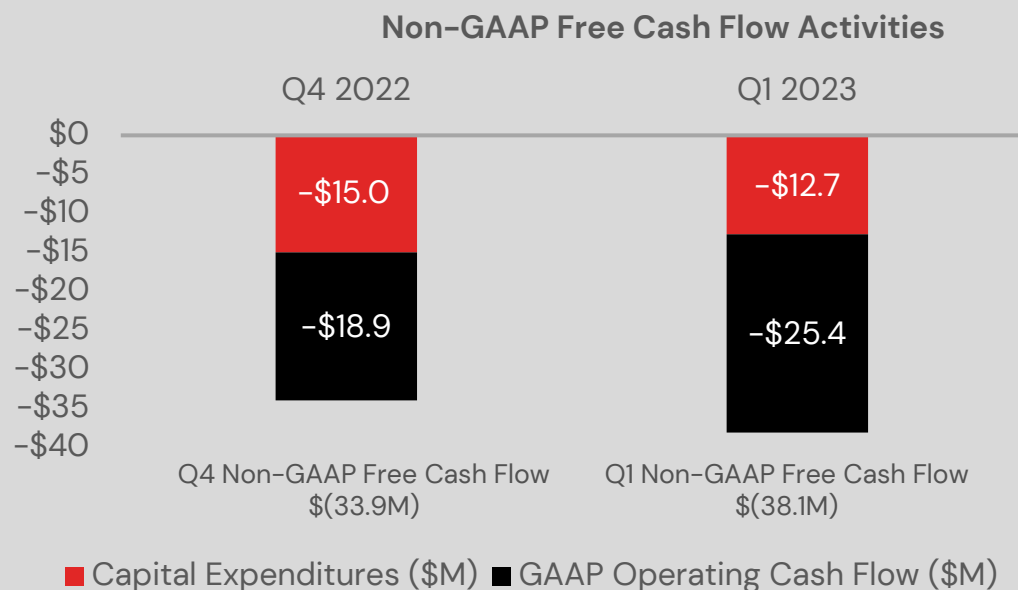 Non-GAAP Free Cash Flow Activities
Q4 2022 Q1 2023
$0
-$5
-$10
-$15
-$20
-$25
-$30
-$35
-$40
-$15.0
-$18.9
-$12.7
-$25.4
Q4 Non-GAAP Free Cash Flow
$(33.9M)
Q1 Non-GAAP Free Cash Flow
$(38.1M)
Capital Expenditures ($M) GAAP Operating Cash Flow ($M)